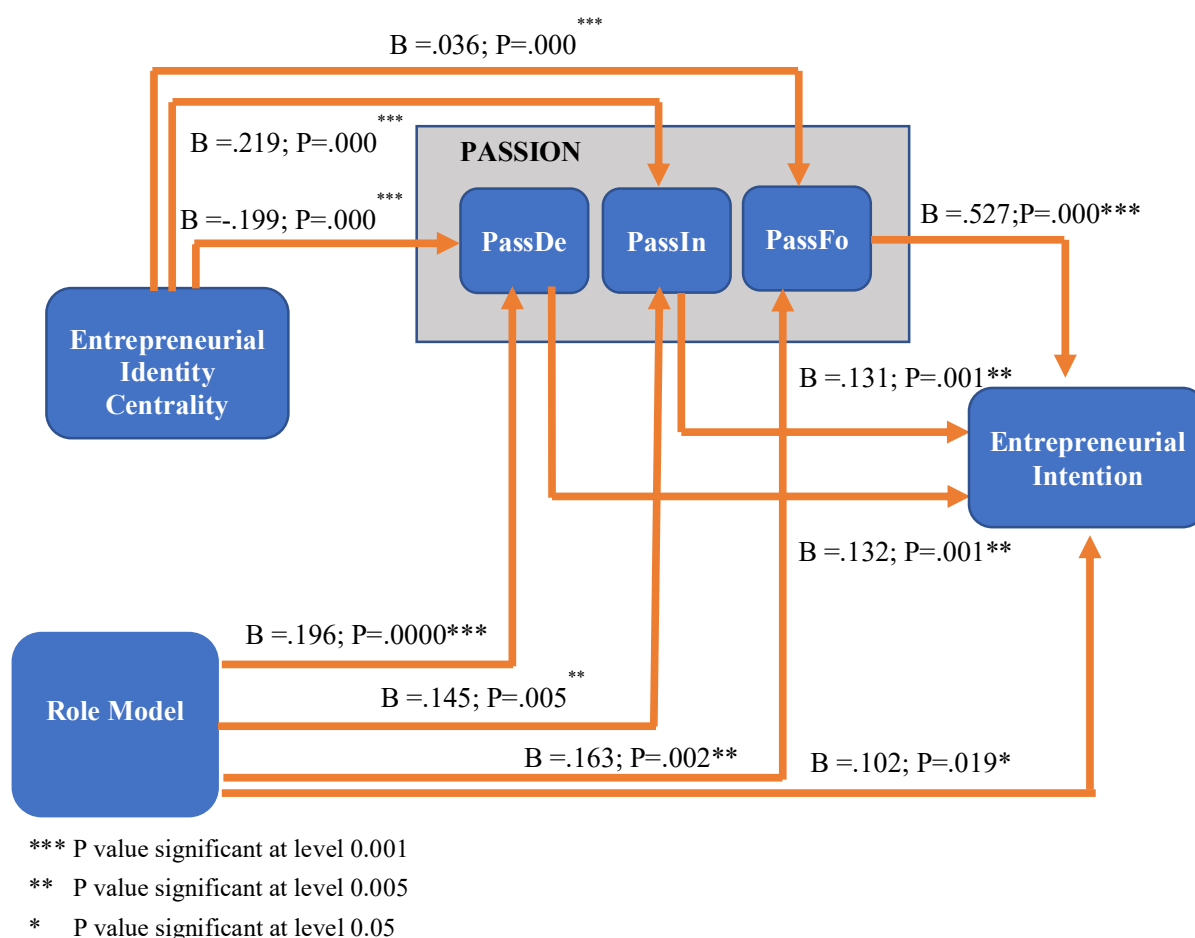 B =.036; P=.000***
B =.219; P=.000***
PASSION
B =-.199; P=.000***
PassDe
PassIn
PassFo
B =.527;P=.000***
Entrepreneurial
Identity
Centrality
B =.131; P=.001**
Entrepreneurial
Intention
B =.132; P=.001**
B =.196; P=.0000***
Role Model
B =.145; P=.005**
B =.163; P=.002**
B =.102; P=.019*
*** P value significant at level 0.001
** P value significant at level 0.005
* P value significant at level 0.05